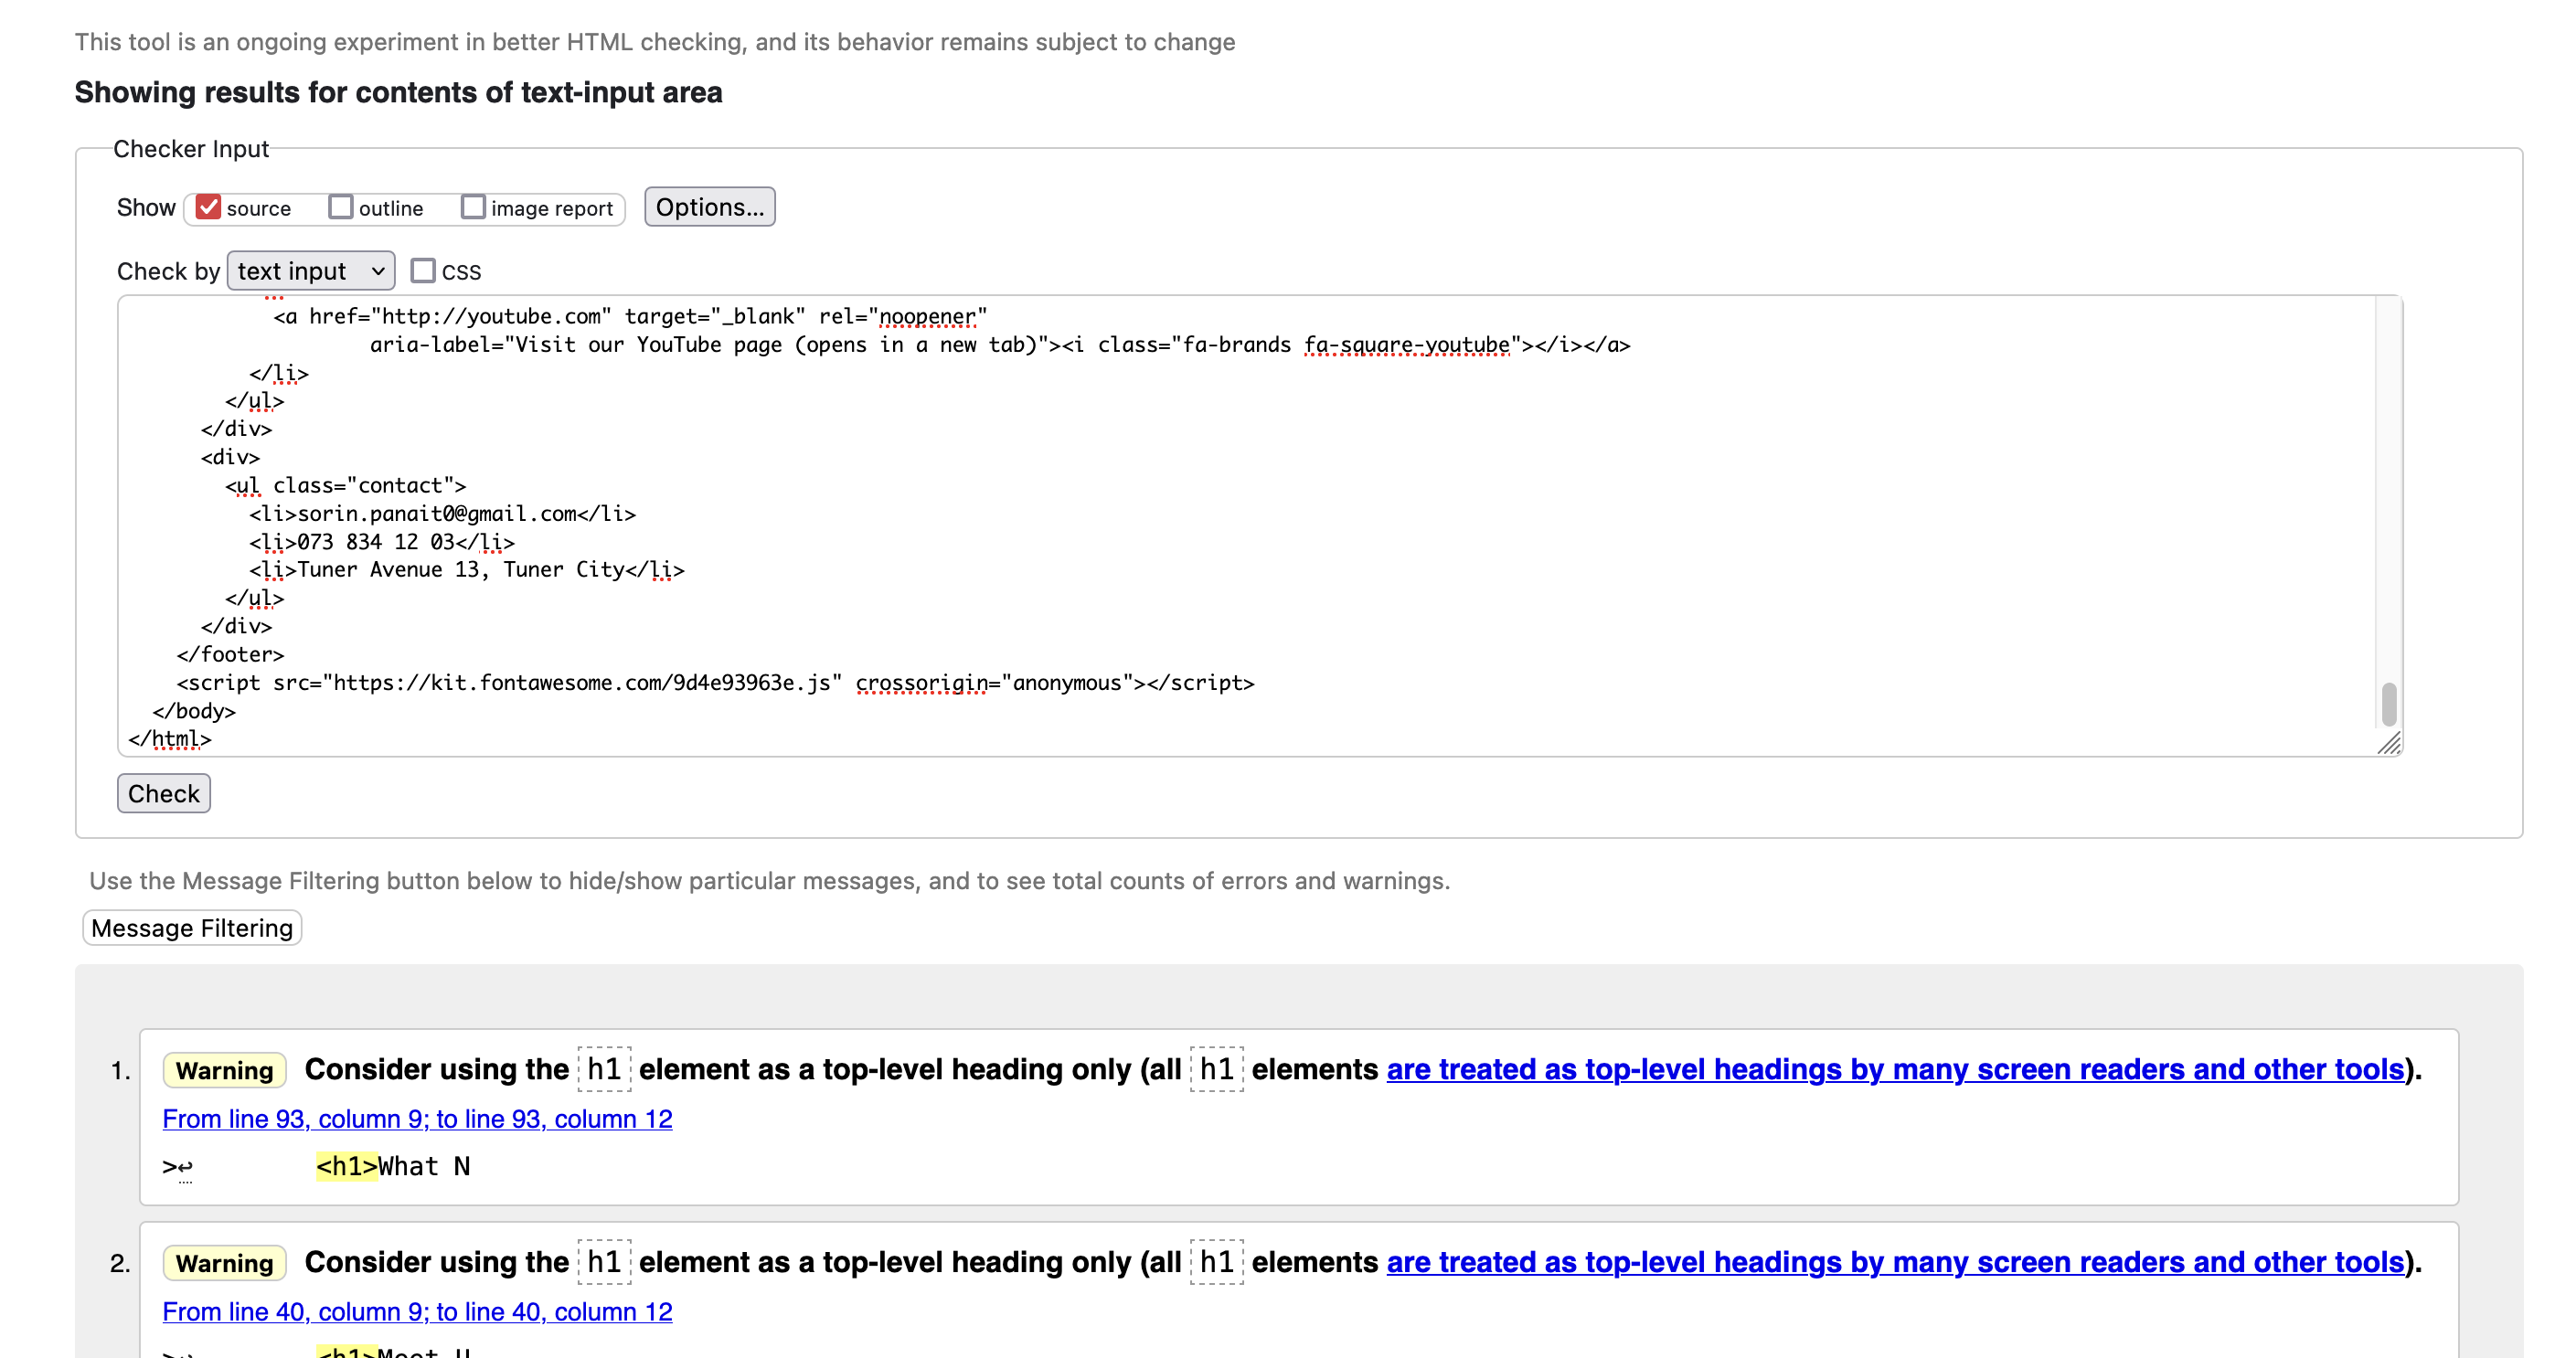 This tool is an ongoing experiment in better HTML checking, and its behavior remains subject to change
Showing results for contents of text-input area
Checker Input
Show source outline image report Options...
Check by text input CSS
<a href="http://youtube.com" target="_blank" rel="noopener"
aria-label="Visit our YouTube page (opens in a new tab)"><i class="fa-brands fa-square-youtube"></i></a>
</li>
</ul>
</div>
<div>
<ul class="contact">
<li>sorin.panait0@gmail.com</li>
<li>073 834 12 03</li>
<li>Tuner Avenue 13, Tuner City</li>
</ul>
</div>
</footer>
<script src="https://kit.fontawesome.com/9d4e93963e.js" crossorigin="anonymous"></script>
</body>
</html>
Check
Use the Message Filtering button below to hide/show particular messages, and to see total counts of errors and warnings.
Message Filtering
1. Warning Consider using the h1 element as a top-level heading only (all h1 elements are treated as top-level headings by many screen readers and other tools).
From line 93, column 9; to line 93, column 12
>↩ <h1>What N
2. Warning Consider using the h1 element as a top-level heading only (all h1 elements are treated as top-level headings by many screen readers and other tools).
From line 40, column 9; to line 40, column 12
<h1>Meet